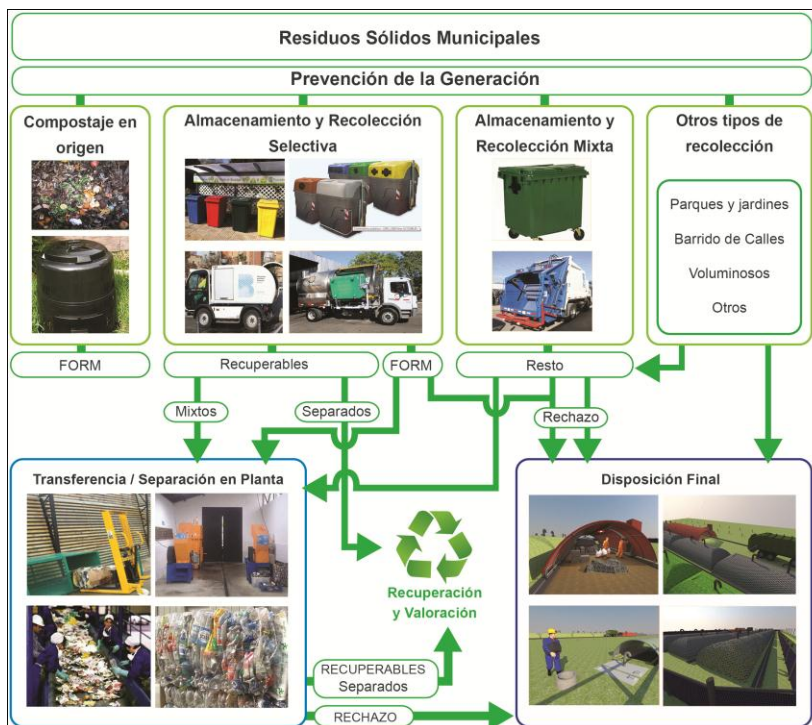 Residuos Sólidos Municipales
Prevención de la Generación
Compostaje en
origen
Almacenamiento y Recolección
Selectiva
Almacenamiento y
Recolección Mixta
Otros tipos de
recolección
Parques y jardines
Barrido de Calles
Voluminosos
Otros
FORM
Recuperables
FORM
Resto
Mixtos
Separados
Rechazo
Transferencia / Separación en Planta
Disposición Final
Recuperación
y Valoración
RECUPERABLES
Separados
RECHAZO